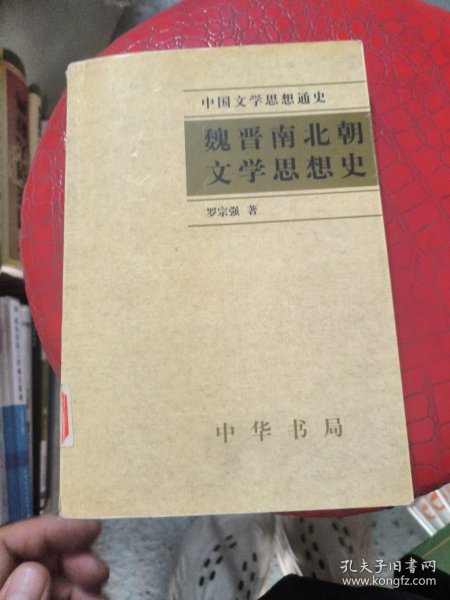 中国文学思想通史
魏晋南北朝
文学思想史
罗宗强 著
中华书局
孔夫子旧书网
www.kongfz.com